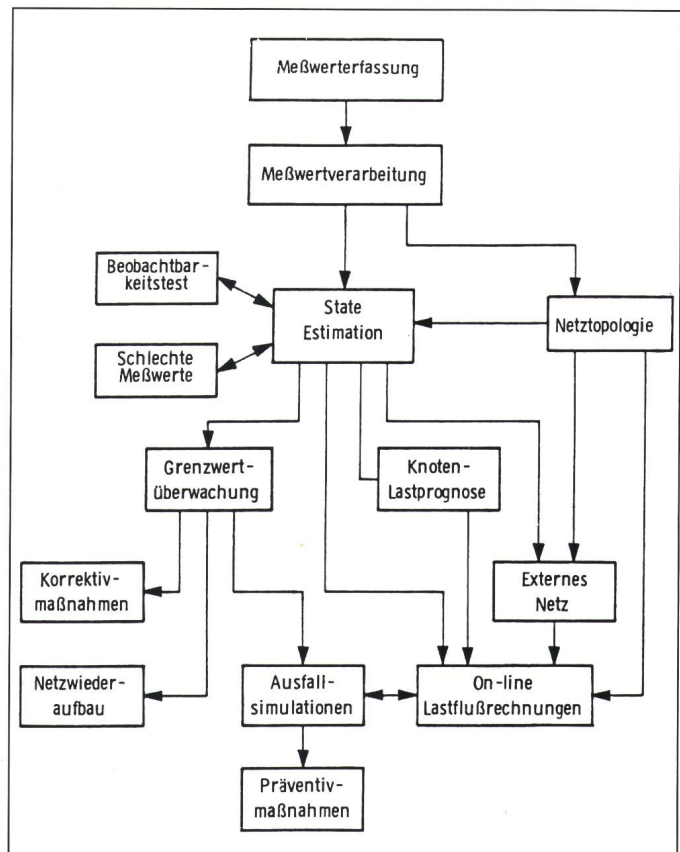 Meßwerterfassung
Meßwertverarbeitung
Beobachtbar-
keitstest
State
Estimation
Netztopologie
Schlechte
Meßwerte
Grenzwert-
überwachung
Knoten-
Lastprognose
Korrektiv-
maßnahmen
Externes
Netz
Netzwieder-
aufbau
Ausfall-
simulationen
On-line
Lastflußrechnungen
Präventiv-
maßnahmen